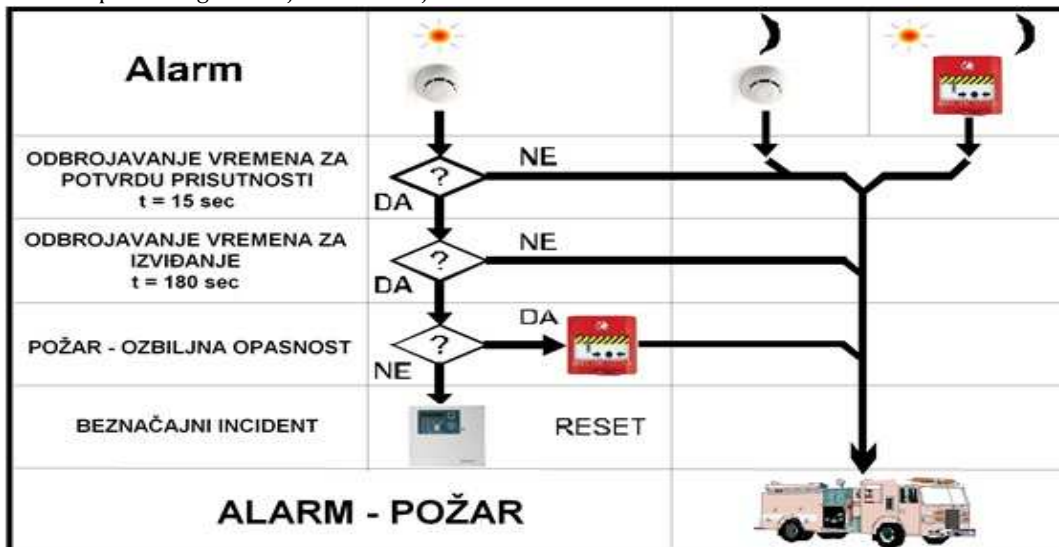 Alarm
ODBROJAVANJE VREMENA ZA
POTVRDU PRISUTNOSTI
t = 15 sec
?
NE
DA
ODBROJAVANJE VREMENA ZA
IZVIĐANJE
t = 180 sec
?
NE
DA
POŽAR - OZBILJNA OPASNOST
?
DA
NE
BEZNAČAJNI INCIDENT
RESET
ALARM - POŽAR